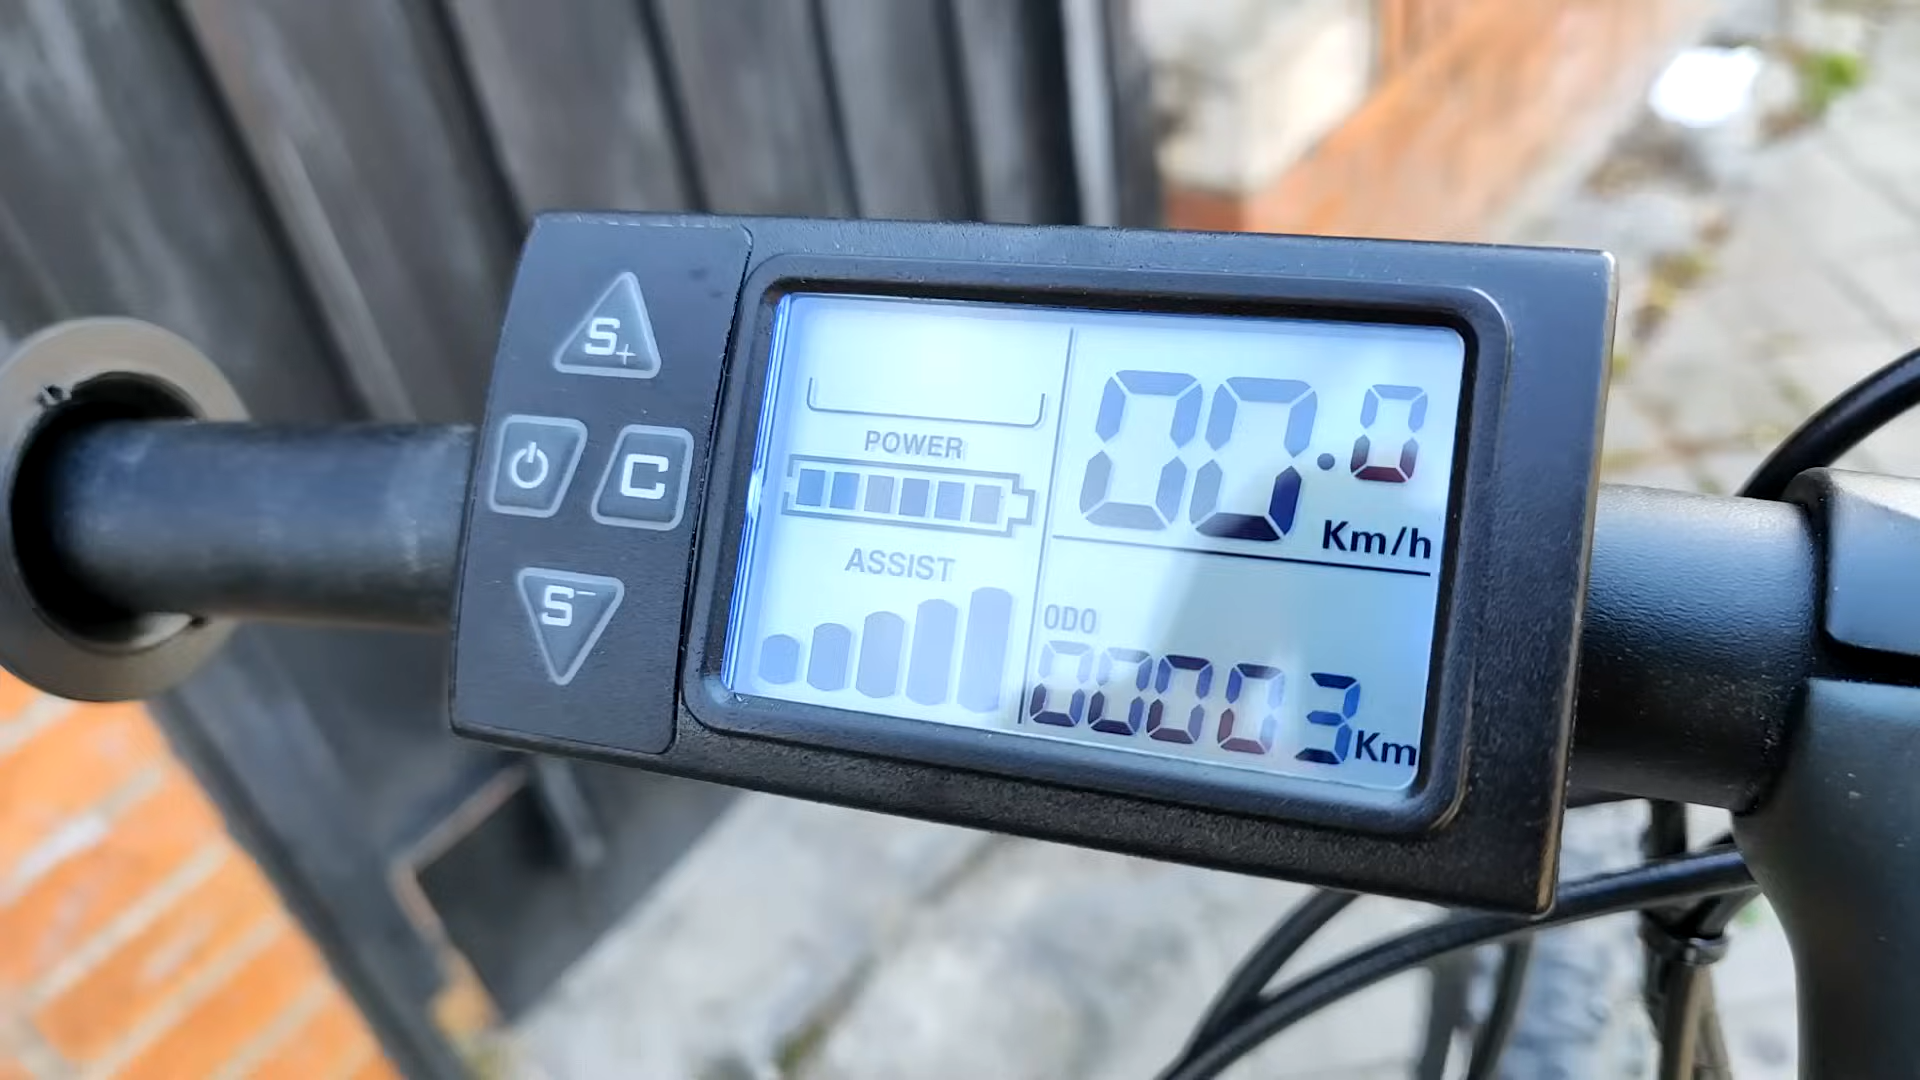 S+
⏻ C
S-
POWER
ASSIST
00.0
Km/h
ODO
00003 Km